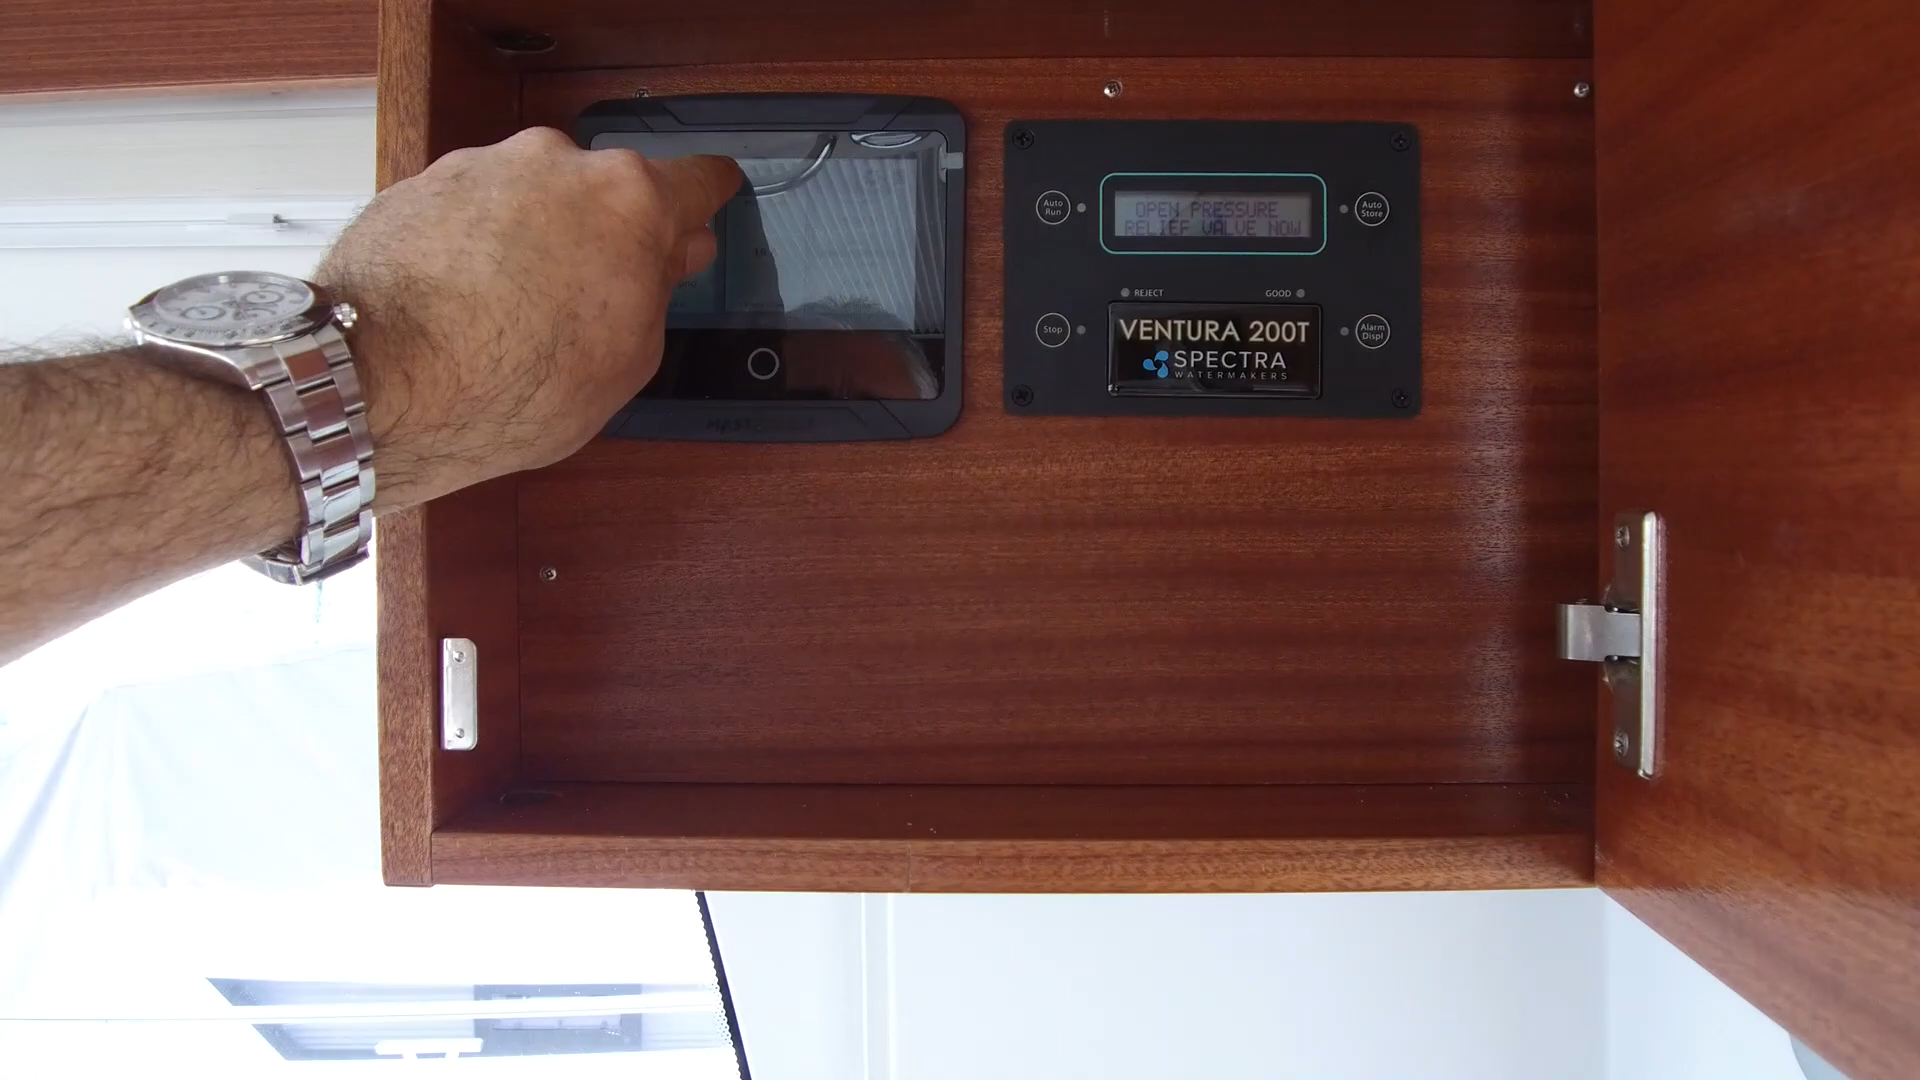 Auto
Run
OPEN PRESSURE
RELIEF VALVE NOW
Auto
Store
REJECT
GOOD
Stop
VENTURA 200T
SPECTRA
WATERMAKERS
Alarm
Displ